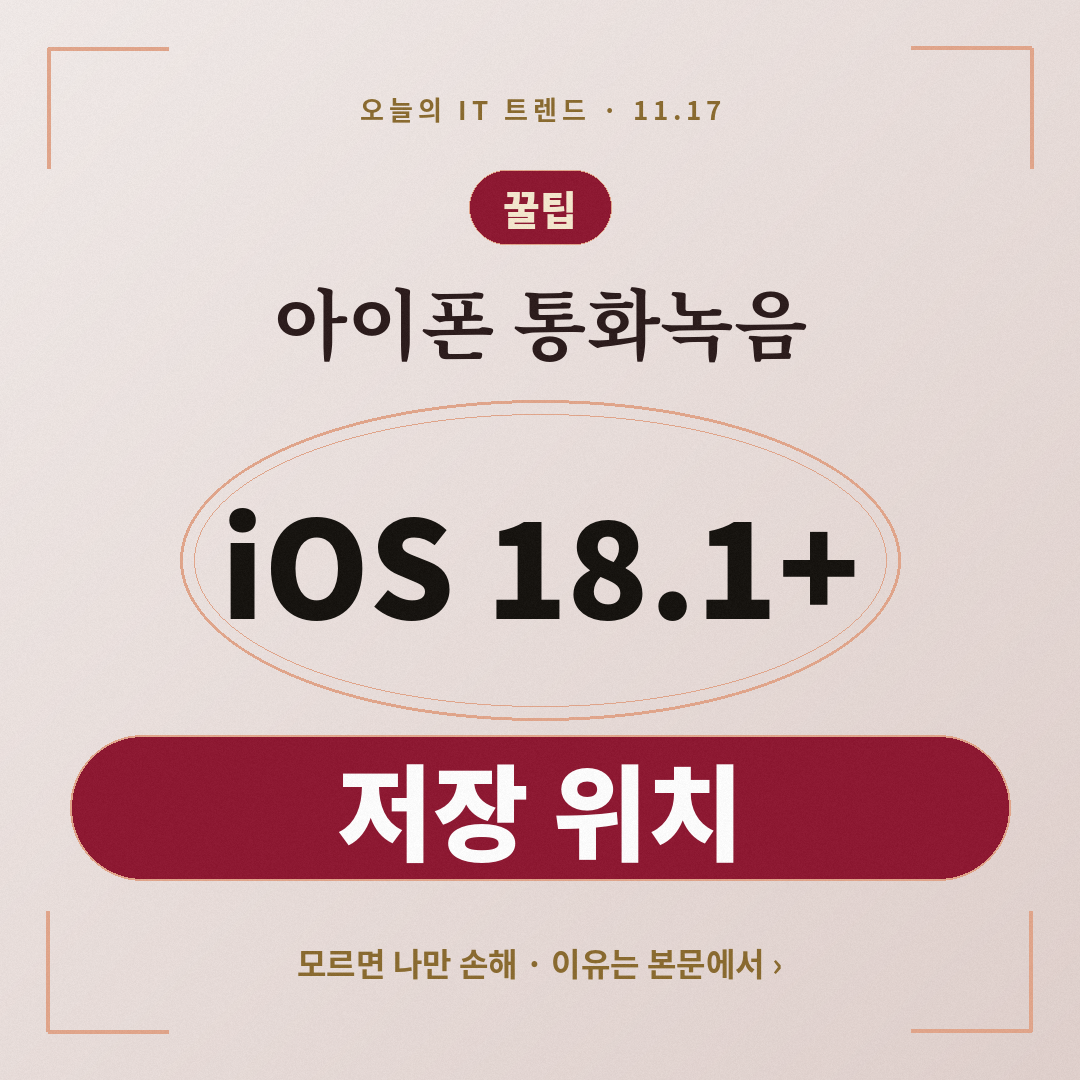 오늘의 IT 트렌드 · 11.17
꿀팁
아이폰 통화녹음
iOS 18.1+
저장 위치
모르면 나만 손해 · 이유는 본문에서 ›